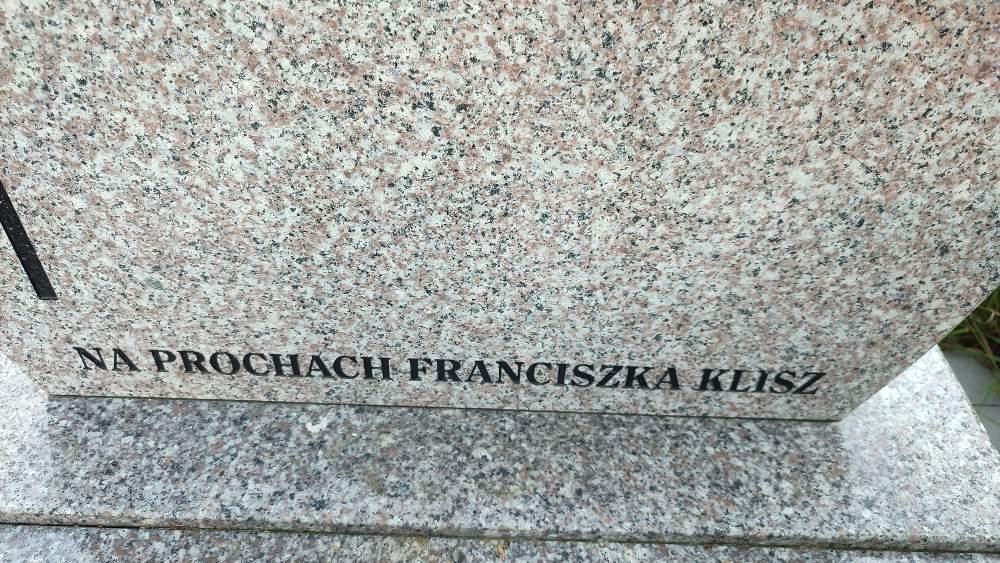 NA PROCHACH FRANCISZKA KLISZ